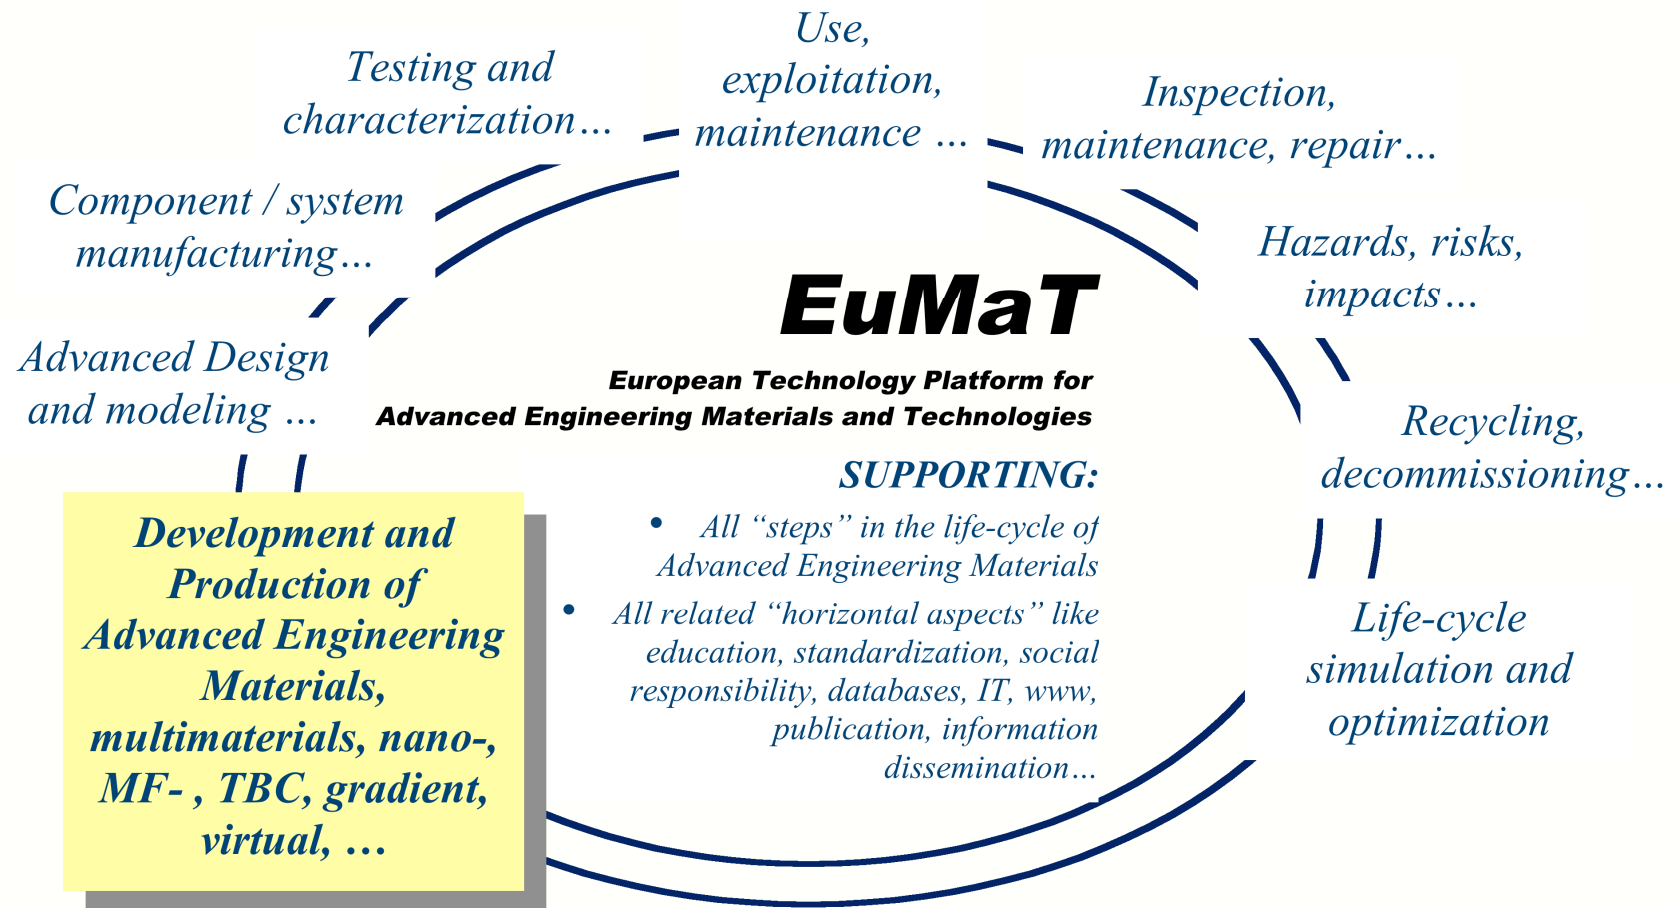 Use,
exploitation,
maintenance …
Testing and
characterization…
Inspection,
maintenance, repair…
Component / system
manufacturing…
Hazards, risks,
impacts…
Advanced Design
and modeling …
EuMaT
European Technology Platform for
Advanced Engineering Materials and Technologies
Recycling,
decommissioning…
SUPPORTING:
• All “steps” in the life-cycle of
Advanced Engineering Materials
• All related “horizontal aspects” like
education, standardization, social
responsibility, databases, IT, www,
publication, information
dissemination…
Development and
Production of
Advanced Engineering
Materials,
multimaterials, nano-,
MF- , TBC, gradient,
virtual, …
Life-cycle
simulation and
optimization